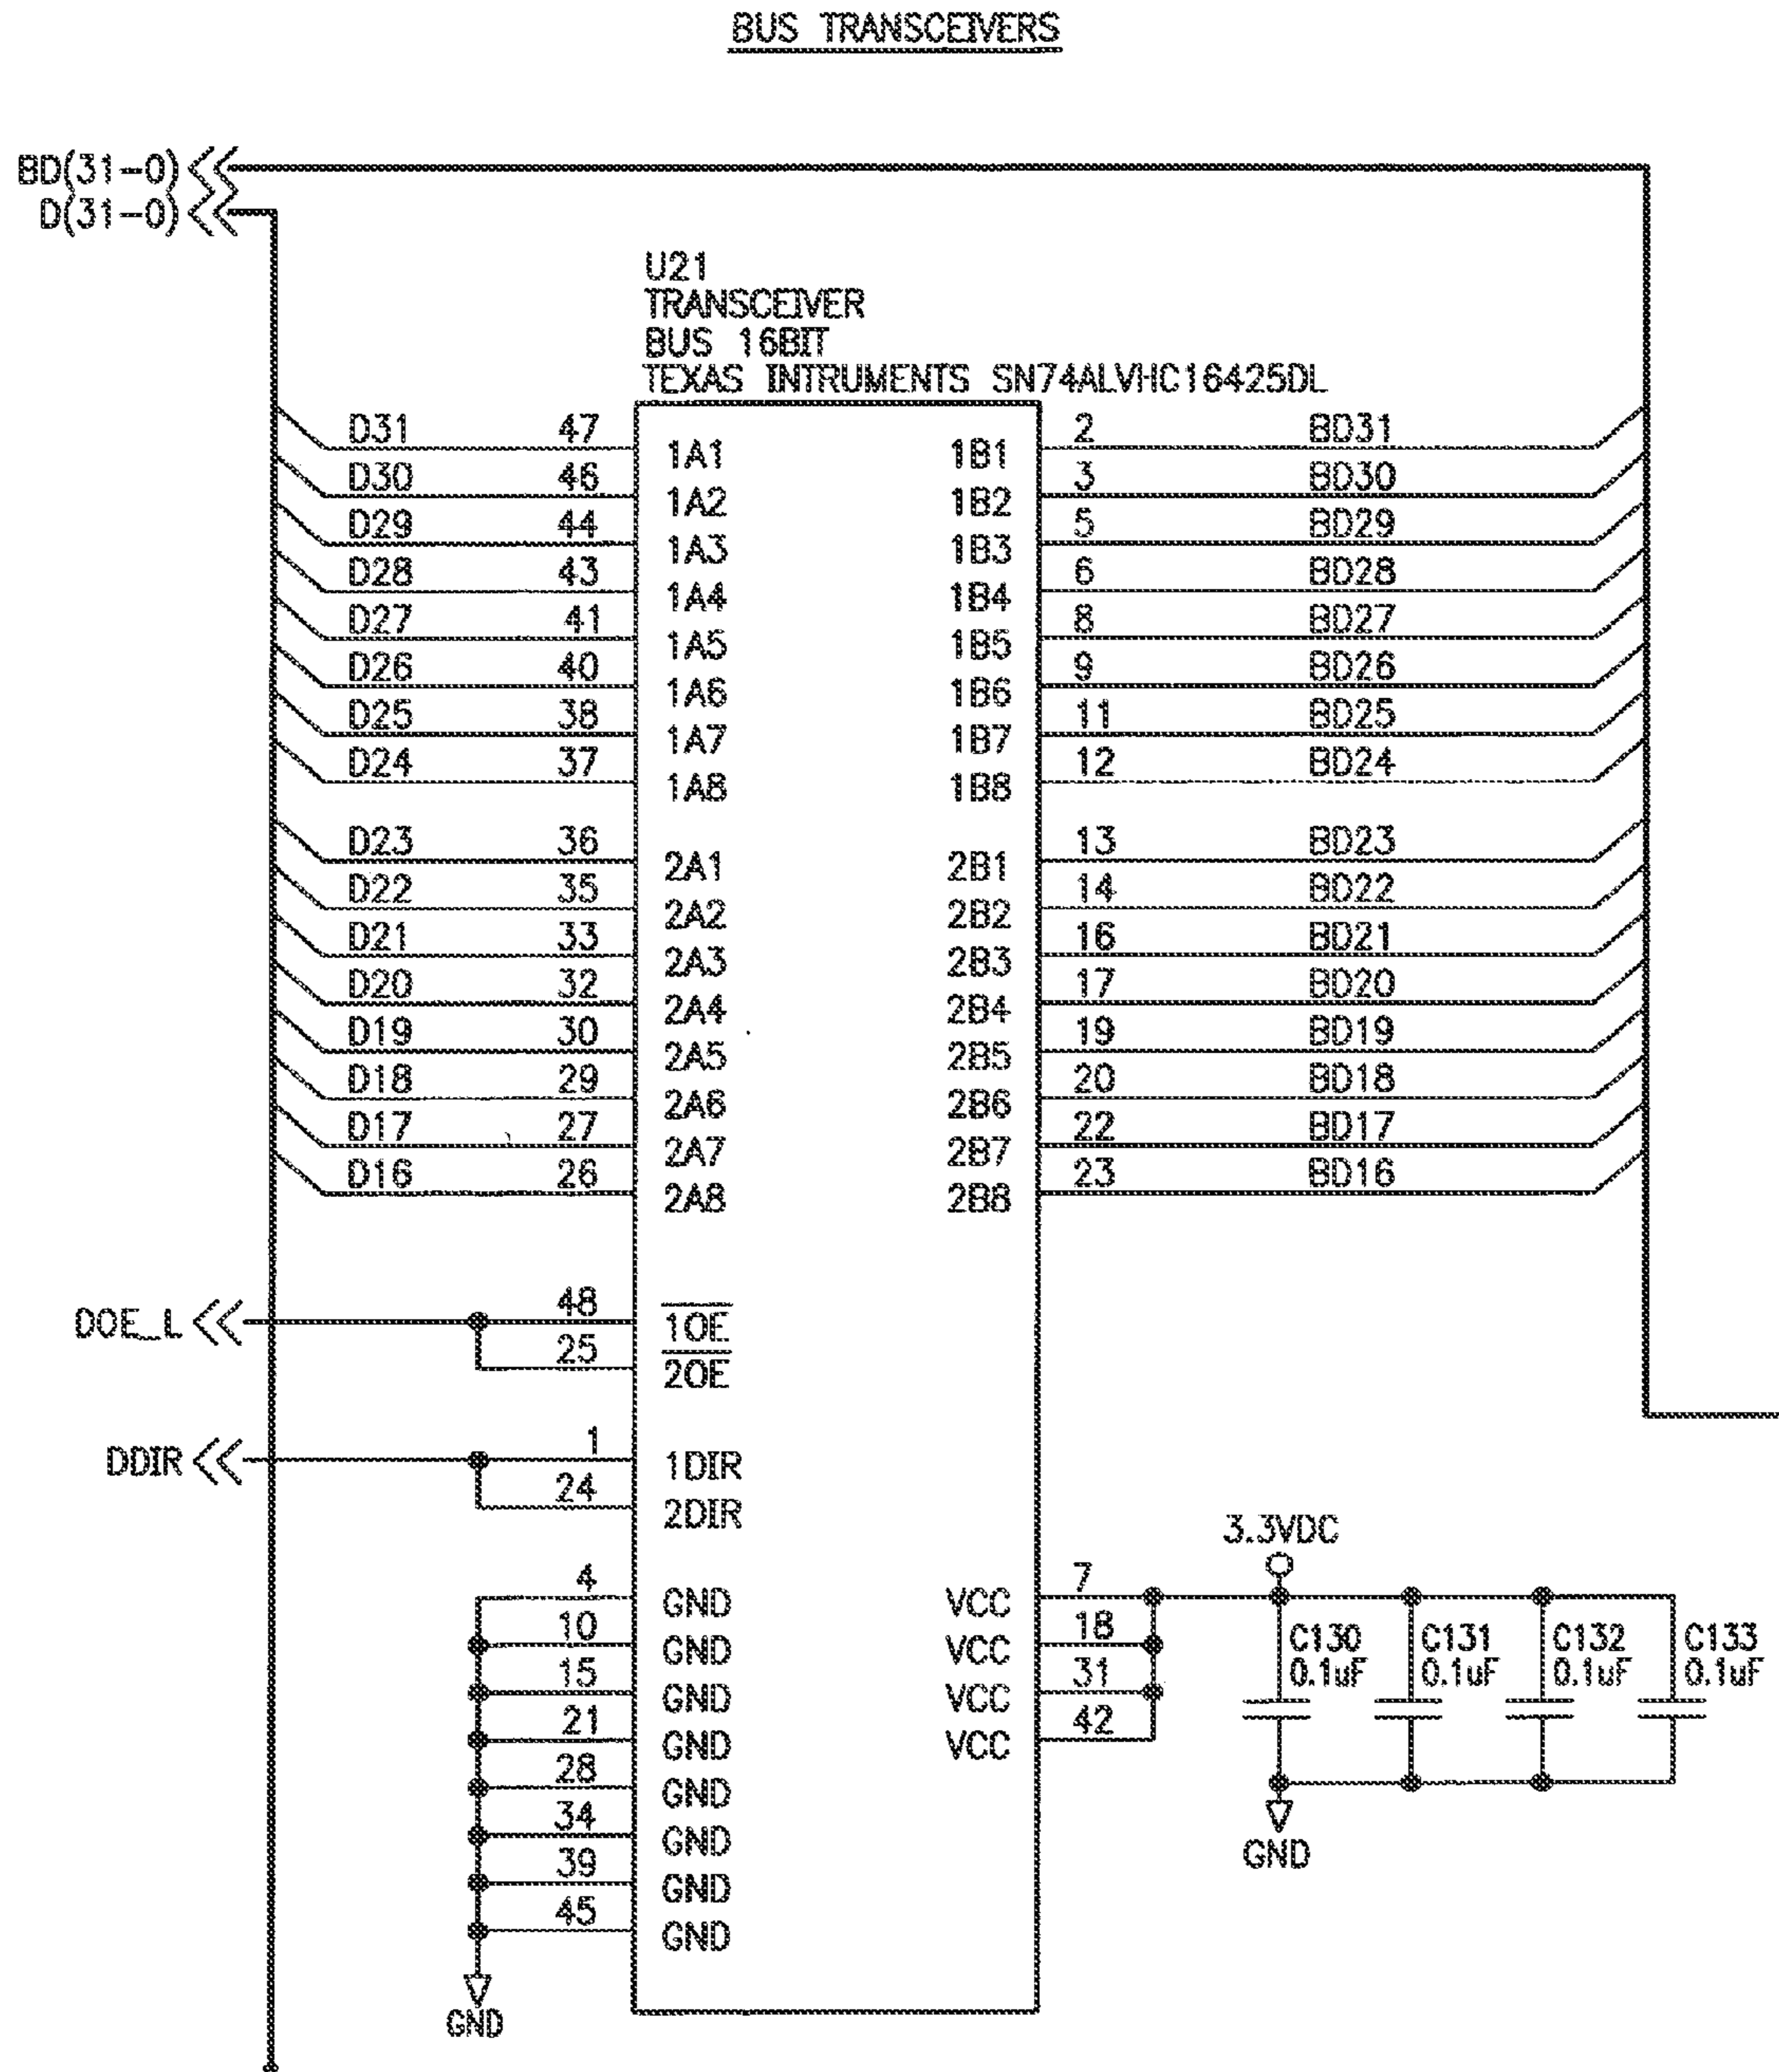 BUS TRANSCEIVERS
BD(31-0)
D(31-0)
U21
TRANSCEIVER
BUS 16BIT
TEXAS INTRUMENTS SN74ALVHC16425DL
D31 47 1A1 1B1 2 BD31
D30 46 1A2 1B2 3 BD30
D29 44 1A3 1B3 5 BD29
D28 43 1A4 1B4 6 BD28
D27 41 1A5 1B5 8 BD27
D26 40 1A6 1B6 9 BD26
D25 38 1A7 1B7 11 BD25
D24 37 1A8 1B8 12 BD24
D23 36 2A1 2B1 13 BD23
D22 35 2A2 2B2 14 BD22
D21 33 2A3 2B3 16 BD21
D20 32 2A4 2B4 17 BD20
D19 30 2A5 2B5 19 BD19
D18 29 2A6 2B6 20 BD18
D17 27 2A7 2B7 22 BD17
D16 26 2A8 2B8 23 BD16
DOE_L 48 1OE
25 2OE
DDIR 1 1DIR
24 2DIR
3.3VDC
4 GND VCC 7
10 GND VCC 18 C130 C131 C132 C133
0.1uF 0.1uF 0.1uF 0.1uF
15 GND VCC 31
21 GND VCC 42
28 GND
34 GND GND
39 GND
45 GND
GND